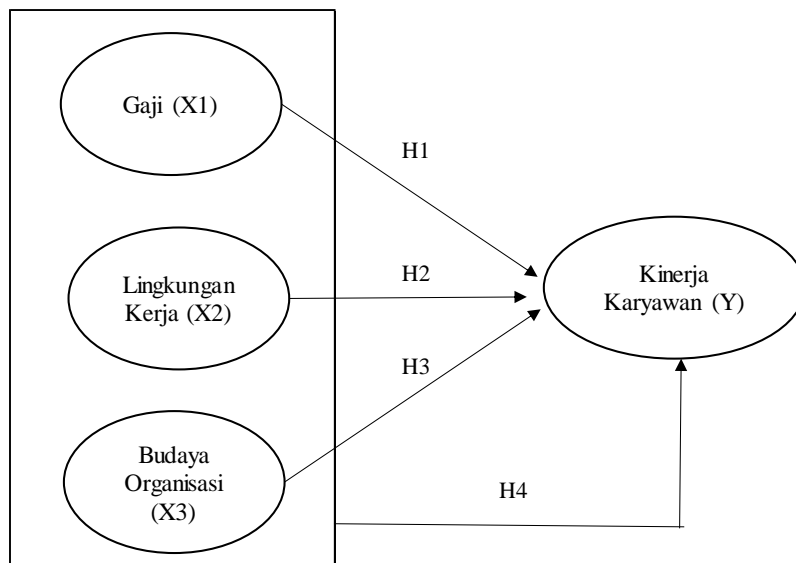 Gaji (X1)
H1
Lingkungan
Kerja (X2)
H2
Kinerja
Karyawan (Y)
H3
Budaya
Organisasi
(X3)
H4